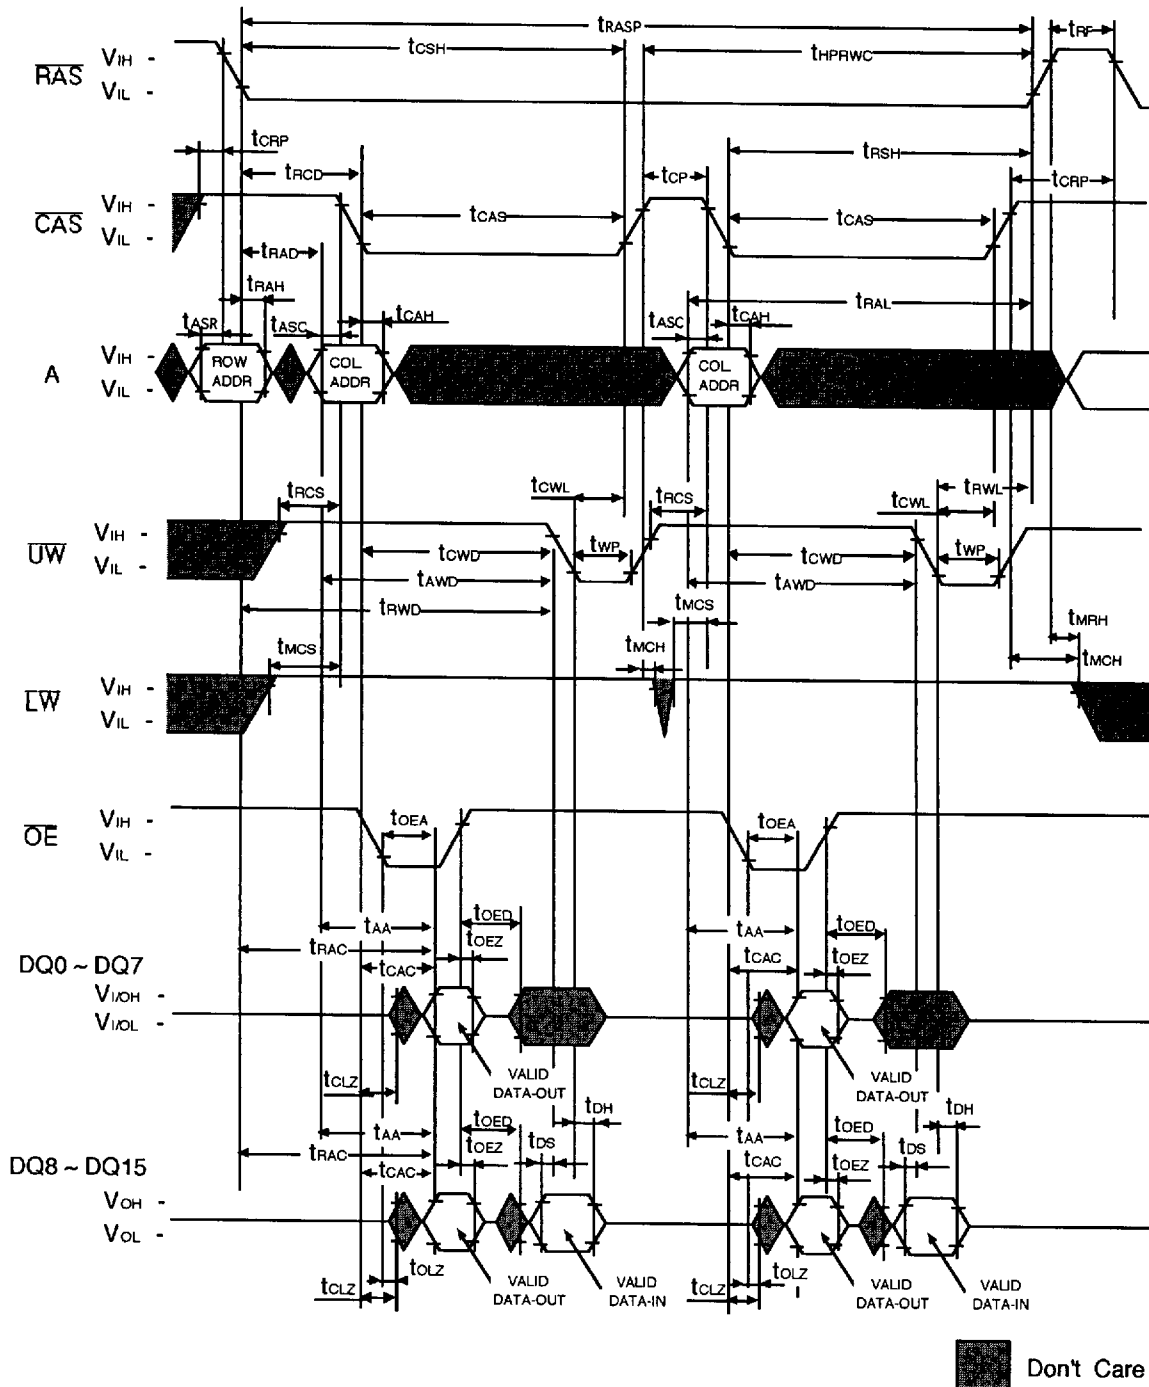 tRASP
tRP
tCSH
tHPRWC
RAS
VIH -
VIL -
tCRP
tRCD
tRSH
tCP
tCRP
CAS
VIH -
VIL -
tCAS
tCAS
tRAD
tRAH
tRAL
tASR
tASC
tCAH
tASC
tCAH
A
VIH -
VIL -
ROW
ADDR
COL
ADDR
COL
ADDR
tRCS
tCWL
tRCS
tCWL
tRWL
UW
VIH -
VIL -
tCWD
tWP
tCWD
tWP
tAWD
tAWD
tRWD
tMCS
tMRH
tMCS
tMCH
tMCH
LW
VIH -
VIL -
OE
VIH -
VIL -
tOEA
tOEA
tAA
tOED
tAA
tOED
tRAC
tOEZ
tOEZ
DQ0 ~ DQ7
tCAC
tCAC
VI/OH -
VI/OL -
tCLZ
VALID
DATA-OUT
tCLZ
VALID
DATA-OUT
tDH
tDH
tAA
tOED
tAA
tOED
tRAC
tOEZ
tDS
tOEZ
tDS
DQ8 ~ DQ15
tCAC
tCAC
VOH -
VOL -
tOLZ
tOLZ
tCLZ
VALID
DATA-OUT
VALID
DATA-IN
tCLZ
VALID
DATA-OUT
VALID
DATA-IN
Don't Care